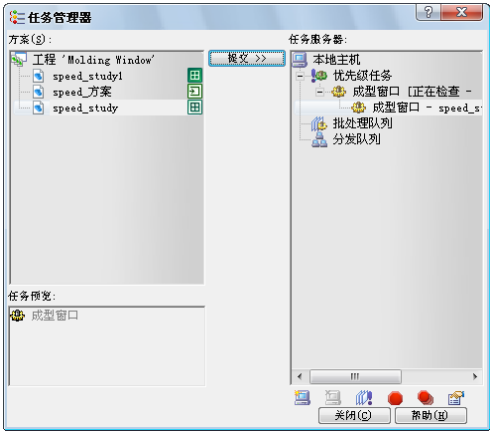 任务管理器
方案(S):
任务服务器:
工程 'Molding Window'
speed_study1
speed_方案
speed_study
提交 >>
本地主机
优先级任务
成型窗口 [正在检查 -
成型窗口 - speed_s
批处理队列
分发队列
任务预览:
成型窗口
关闭(C)
帮助(H)